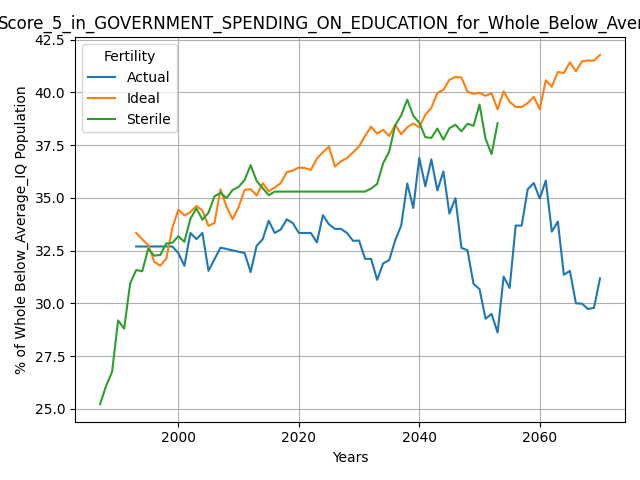 Score_5_in_GOVERNMENT_SPENDING_ON_EDUCATION_for_Whole_Below_Aver
Fertility
Actual
Ideal
Sterile
% of Whole Below_Average_IQ Population
42.5
40.0
37.5
35.0
32.5
30.0
27.5
25.0
2000
2020
2040
2060
Years